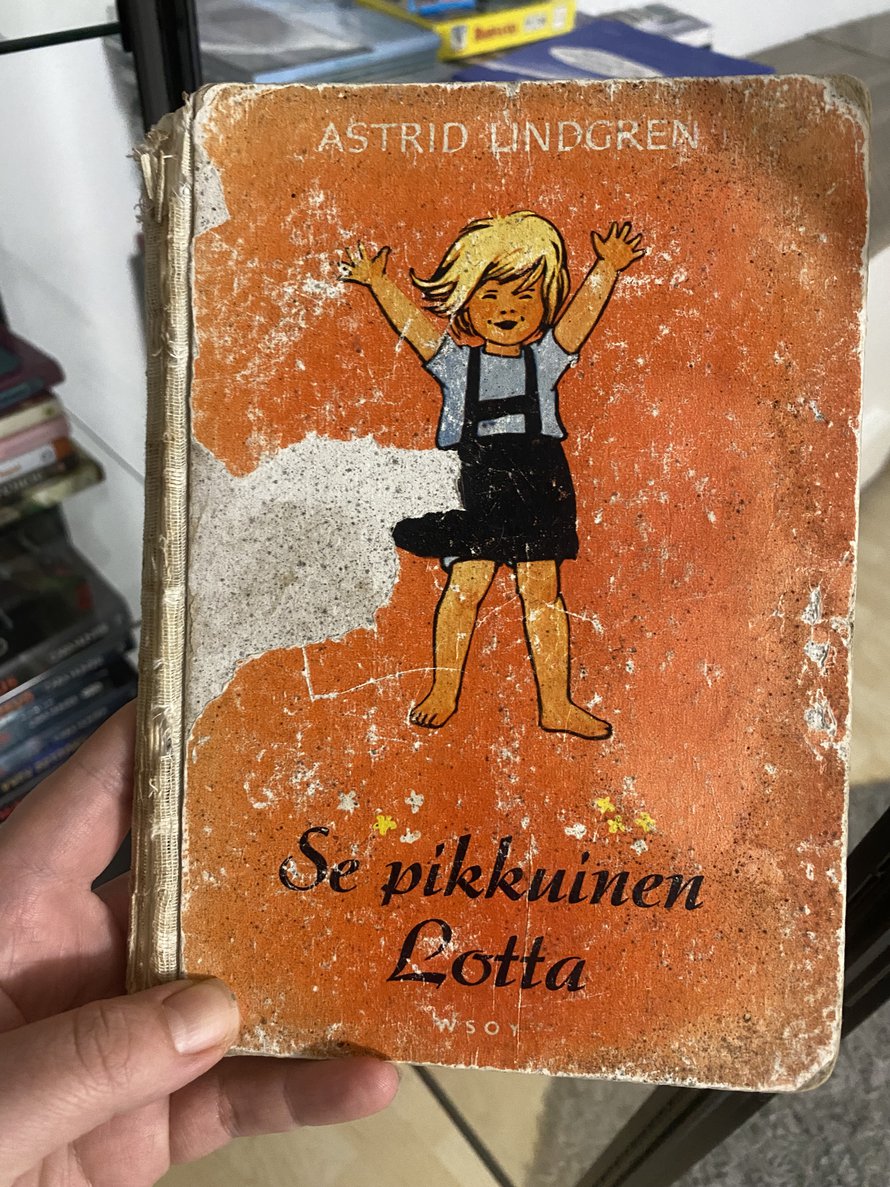 ASTRID LINDGREN
Se pikkuinen
Lotta
WSOY